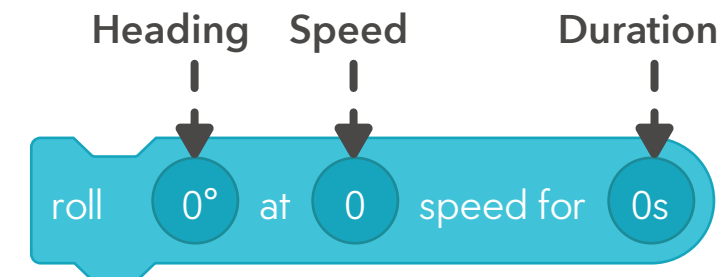 Heading Speed Duration
roll 0° at 0 speed for 0s